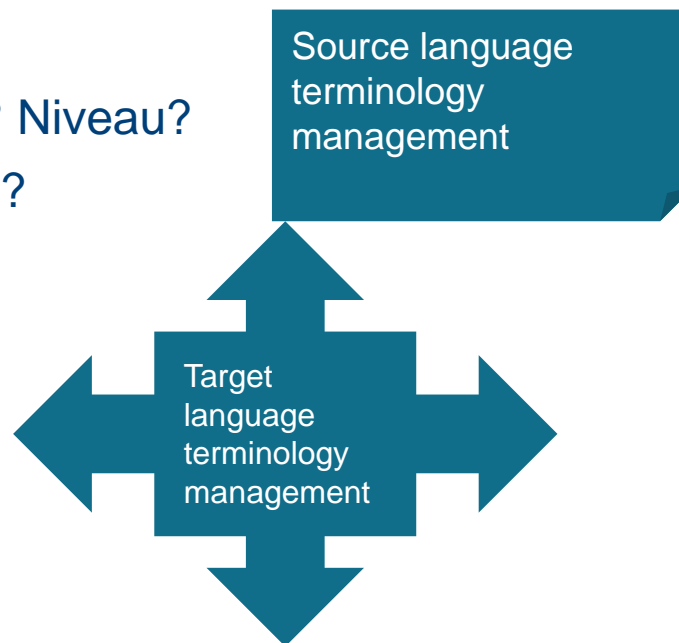 Source language
terminology
management
? Niveau?
?
Target
language
terminology
management